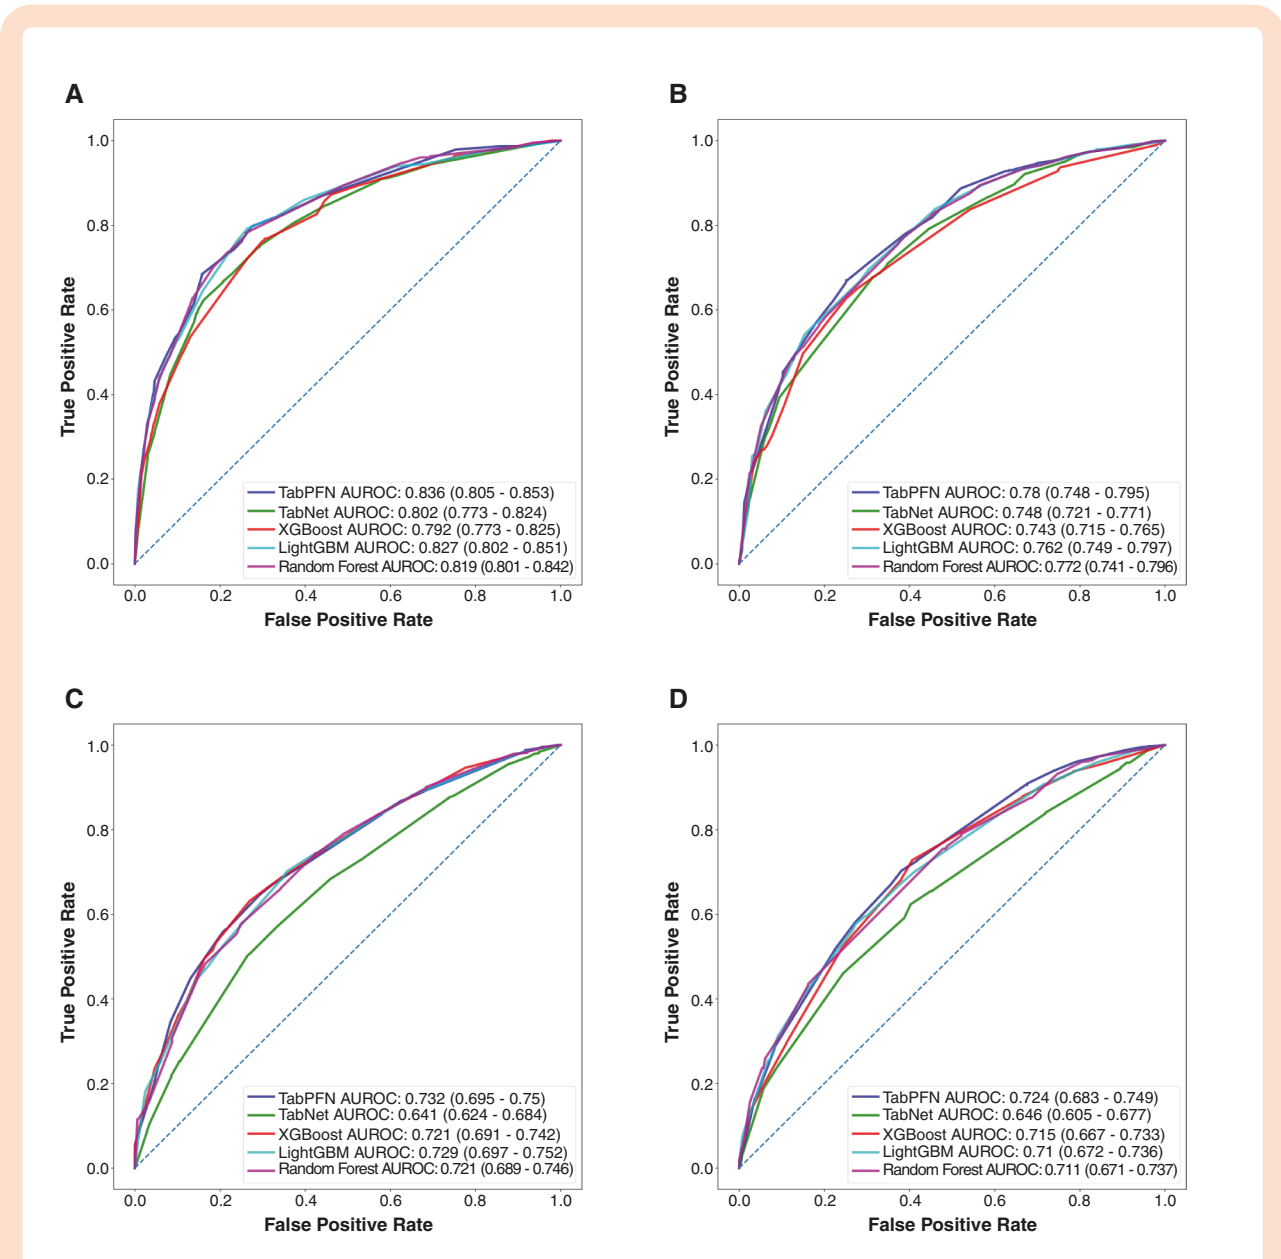 A
True Positive Rate
1.0
0.8
0.6
0.4
0.2
0.0
TabPFN AUROC: 0.836 (0.805 - 0.853)
TabNet AUROC: 0.802 (0.773 - 0.824)
XGBoost AUROC: 0.792 (0.773 - 0.825)
LightGBM AUROC: 0.827 (0.802 - 0.851)
Random Forest AUROC: 0.819 (0.801 - 0.842)
0.0 0.2 0.4 0.6 0.8 1.0
False Positive Rate
B
True Positive Rate
1.0
0.8
0.6
0.4
0.2
0.0
TabPFN AUROC: 0.78 (0.748 - 0.795)
TabNet AUROC: 0.748 (0.721 - 0.771)
XGBoost AUROC: 0.743 (0.715 - 0.765)
LightGBM AUROC: 0.762 (0.749 - 0.797)
Random Forest AUROC: 0.772 (0.741 - 0.796)
0.0 0.2 0.4 0.6 0.8 1.0
False Positive Rate
C
True Positive Rate
1.0
0.8
0.6
0.4
0.2
0.0
TabPFN AUROC: 0.732 (0.695 - 0.75)
TabNet AUROC: 0.641 (0.624 - 0.684)
XGBoost AUROC: 0.721 (0.691 - 0.742)
LightGBM AUROC: 0.729 (0.697 - 0.752)
Random Forest AUROC: 0.721 (0.689 - 0.746)
0.0 0.2 0.4 0.6 0.8 1.0
False Positive Rate
D
True Positive Rate
1.0
0.8
0.6
0.4
0.2
0.0
TabPFN AUROC: 0.724 (0.683 - 0.749)
TabNet AUROC: 0.646 (0.605 - 0.677)
XGBoost AUROC: 0.715 (0.667 - 0.733)
LightGBM AUROC: 0.71 (0.672 - 0.736)
Random Forest AUROC: 0.711 (0.671 - 0.737)
0.0 0.2 0.4 0.6 0.8 1.0
False Positive Rate